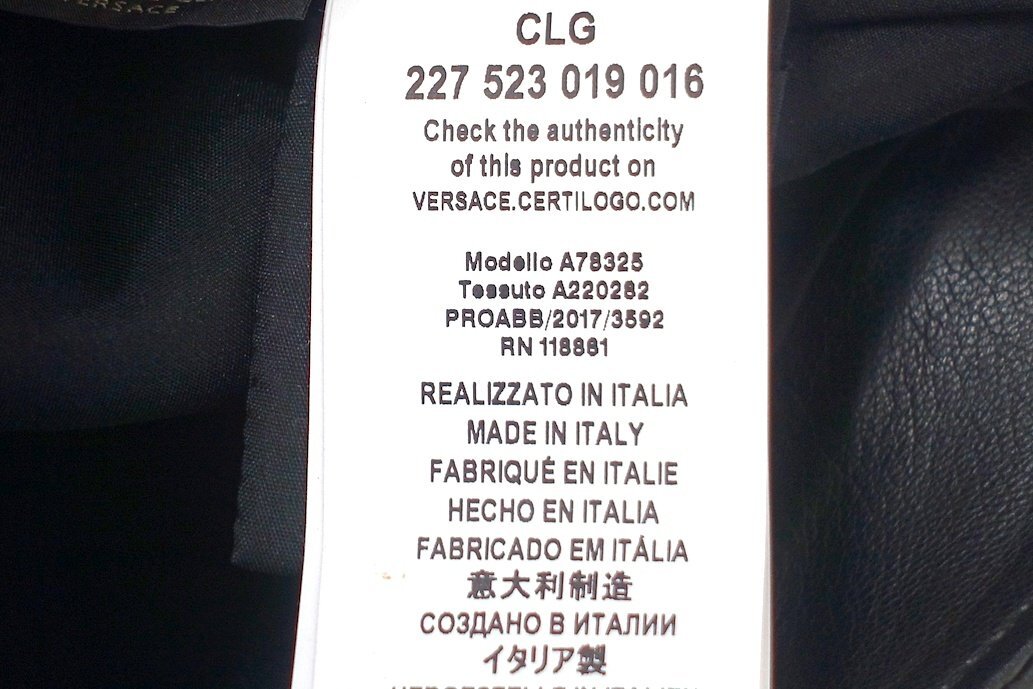 VERSACE
CLG
227 523 019 016
Check the authenticity
of this product on
VERSACE.CERTILOGO.COM
Modello A78325
Tessuto A220282
PROABB/2017/3592
RN 118881
REALIZZATO IN ITALIA
MADE IN ITALY
FABRIQUÉ EN ITALIE
HECHO EN ITALIA
FABRICADO EM ITÁLIA
意大利制造
СОЗДАНО В ИТАЛИИ
イタリア製